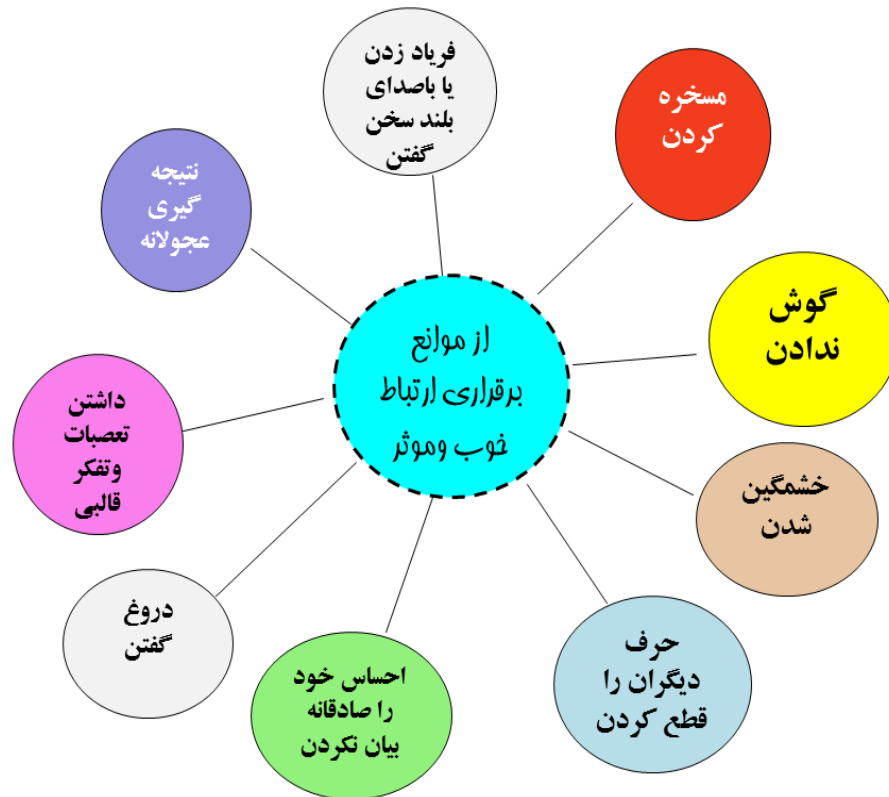 از موانع
برقراری ارتباط
خوب وموثر
فریاد زدن
یا باصدای
بلند سخن
گفتن
مسخره
کردن
گوش
ندادن
خشمگین
شدن
حرف
دیگران را
قطع کردن
احساس خود
را صادقانه
بیان نکردن
دروغ
گفتن
داشتن
تعصبات
وتفکر
قالبی
نتیجه
گیری
عجولانه